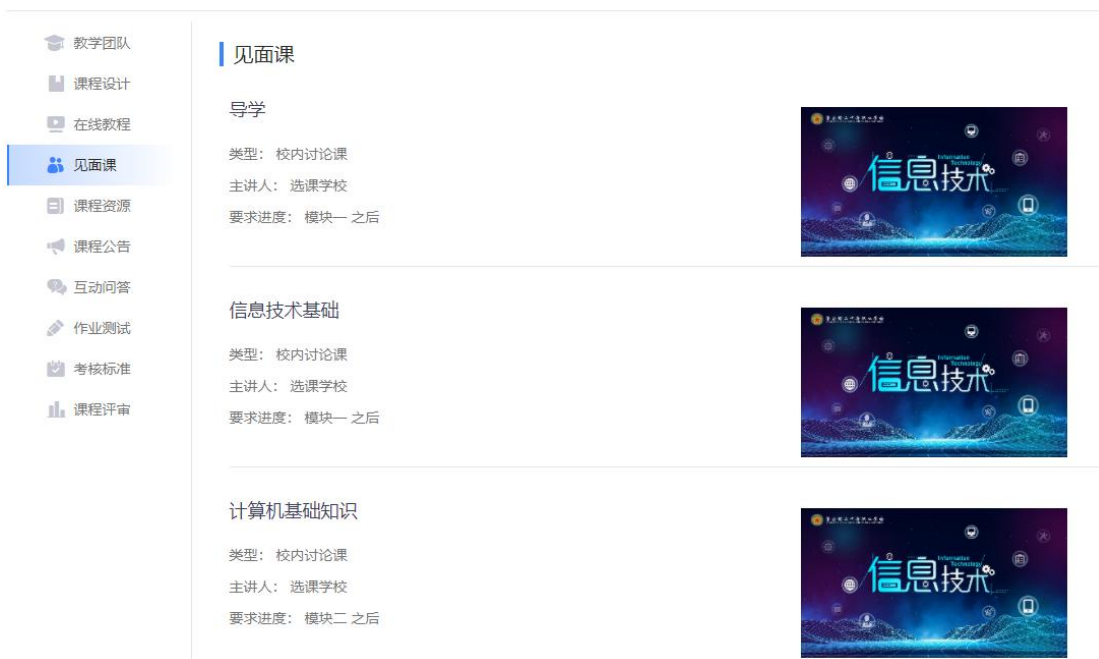 教学团队
课程设计
在线教程
见面课
课程资源
课程公告
互动问答
作业测试
考核标准
课程评审
见面课
导学
类型： 校内讨论课
主讲人： 选课学校
要求进度： 模块一 之后
Information
Technology
信息技术
信息技术基础
类型： 校内讨论课
主讲人： 选课学校
要求进度： 模块一 之后
Information
Technology
信息技术
计算机基础知识
类型： 校内讨论课
主讲人： 选课学校
要求进度： 模块二 之后
Information
Technology
信息技术